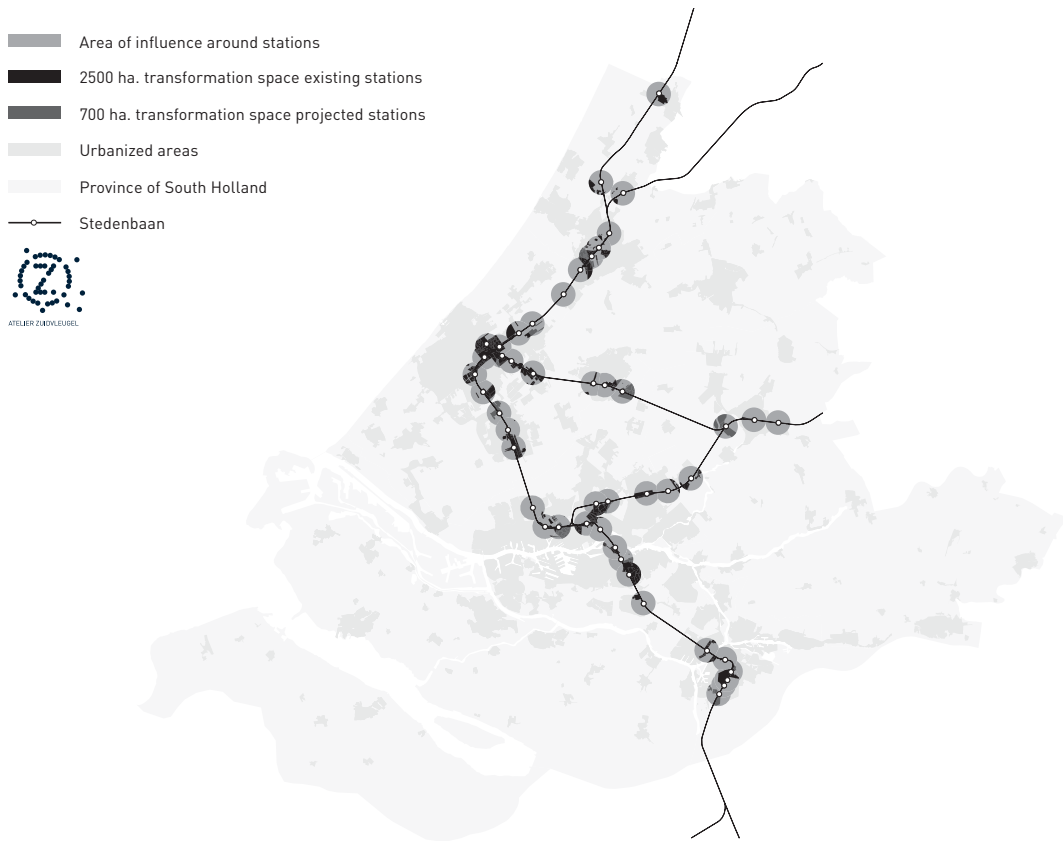 Area of influence around stations
2500 ha. transformation space existing stations
700 ha. transformation space projected stations
Urbanized areas
Province of South Holland
Stedenbaan
Z
ATELIER ZUIDVLEUGEL